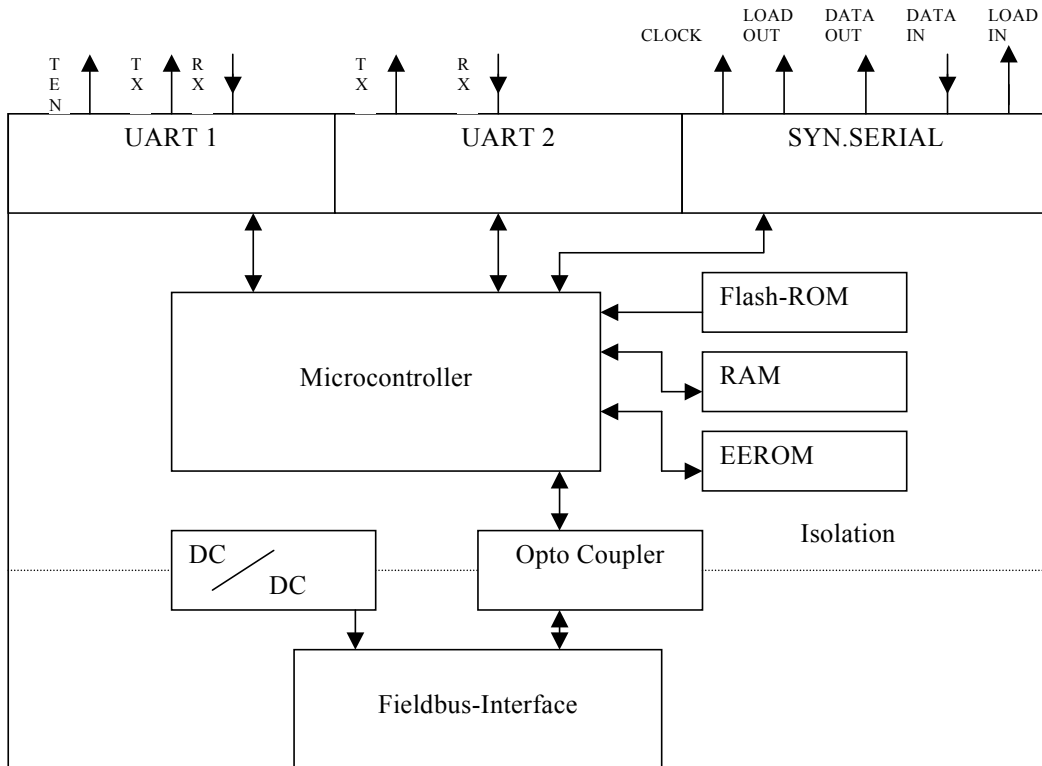 CLOCK
LOAD
OUT
DATA
OUT
DATA
IN
LOAD
IN
T
E
N
T
X
R
X
T
X
R
X
UART 1
UART 2
SYN.SERIAL
Flash-ROM
Microcontroller
RAM
EEROM
Isolation
DC
DC
Opto Coupler
Fieldbus-Interface